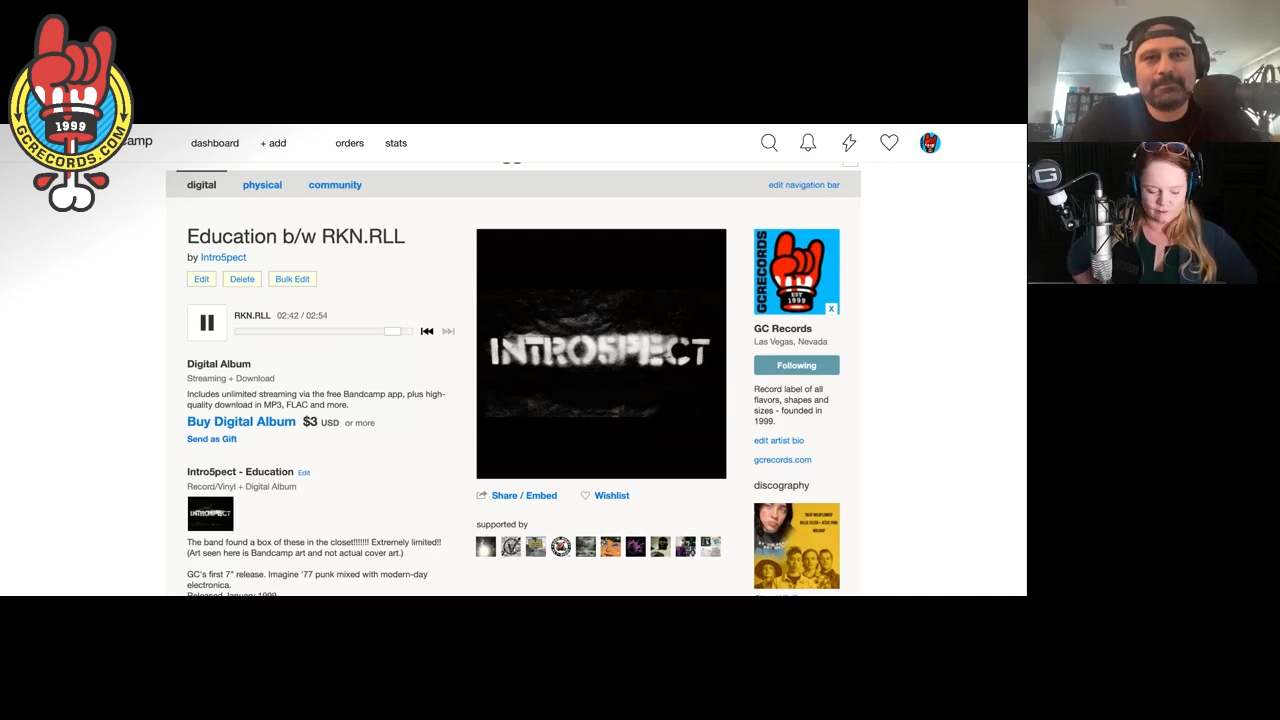 1999
GCRECORDS.COM
amp
dashboard
+ add
orders
stats
digital
physical
community
edit navigation bar
Education b/w RKN.RLL
by Intro5pect
Edit
Delete
Bulk Edit
RKN.RLL 02:42 / 02:54
Digital Album
Streaming + Download
Includes unlimited streaming via the free Bandcamp app, plus high-
quality download in MP3, FLAC and more.
Buy Digital Album $3 USD or more
Send as Gift
Intro5pect - Education Edit
Record/Vinyl + Digital Album
INTRO5PECT
The band found a box of these in the closet!!!!!!! Extremely limited!!
(Art seen here is Bandcamp art and not actual cover art.)
GC's first 7" release. Imagine '77 punk mixed with modern-day
electronica.
Released January 1999
INTRO5PECT
Share / Embed
Wishlist
supported by
GCRECORDS
EST
1999
X
GC Records
Las Vegas, Nevada
Following
Record label of all
flavors, shapes and
sizes - founded in
1999.
edit artist bio
gcrecords.com
discography
G